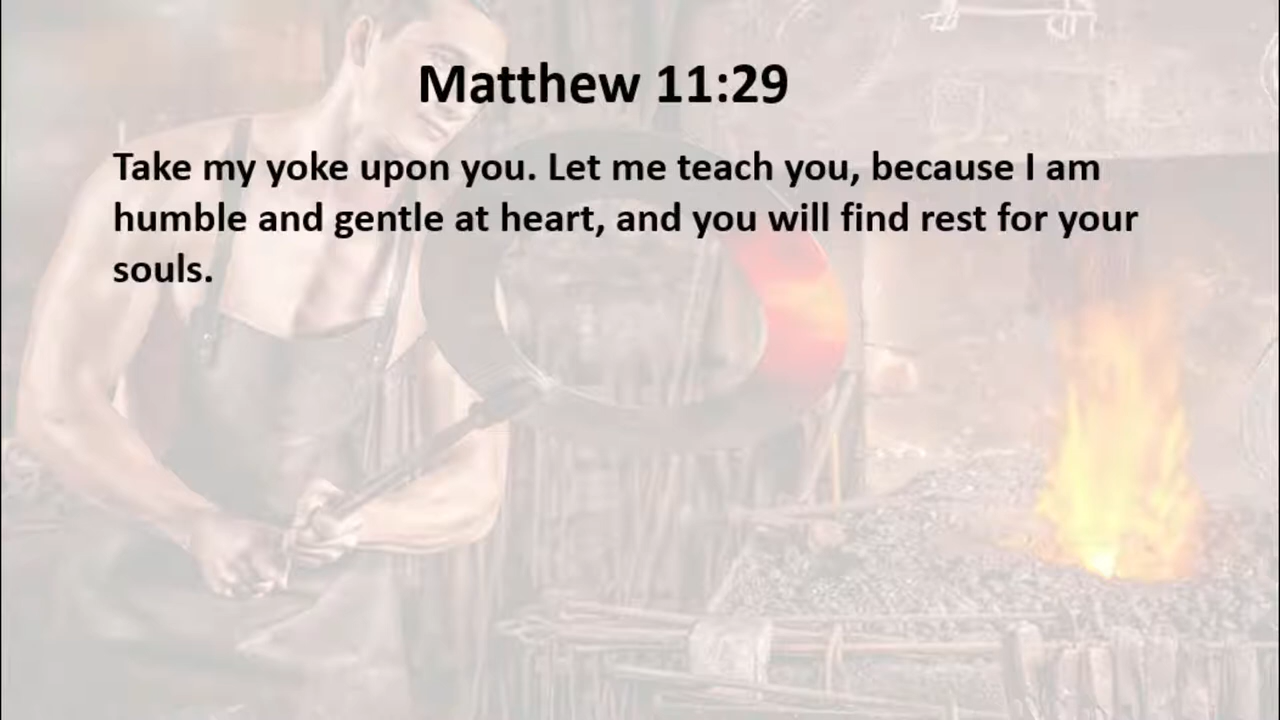 Matthew 11:29
Take my yoke upon you. Let me teach you, because I am
humble and gentle at heart, and you will find rest for your
souls.